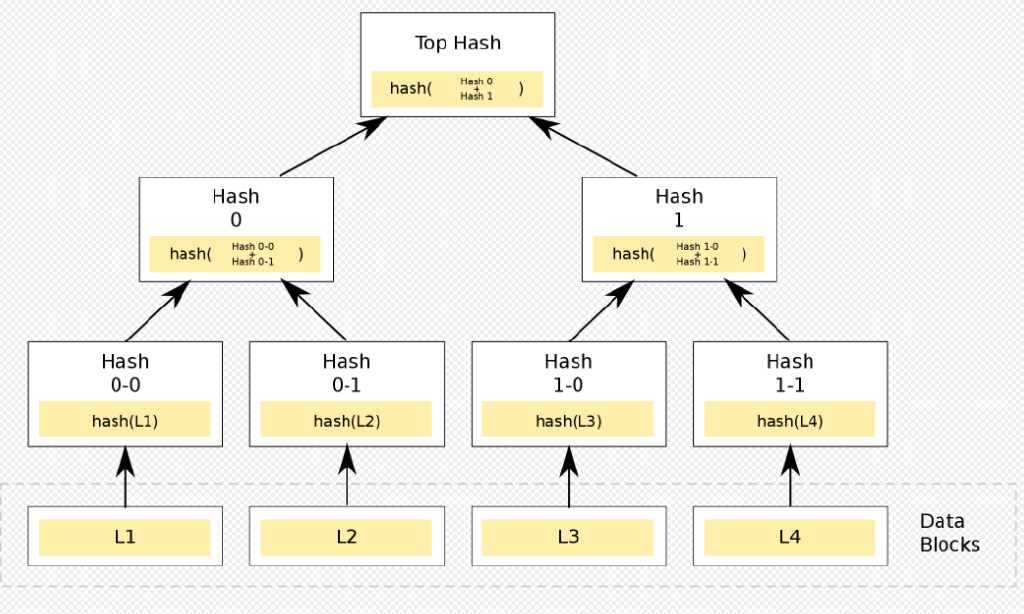 Top Hash
hash( Hash 0 + Hash 1 )
Hash
0
hash( Hash 0-0 + Hash 0-1 )
Hash
1
hash( Hash 1-0 + Hash 1-1 )
Hash
0-0
hash(L1)
Hash
0-1
hash(L2)
Hash
1-0
hash(L3)
Hash
1-1
hash(L4)
L1
L2
L3
L4
Data
Blocks